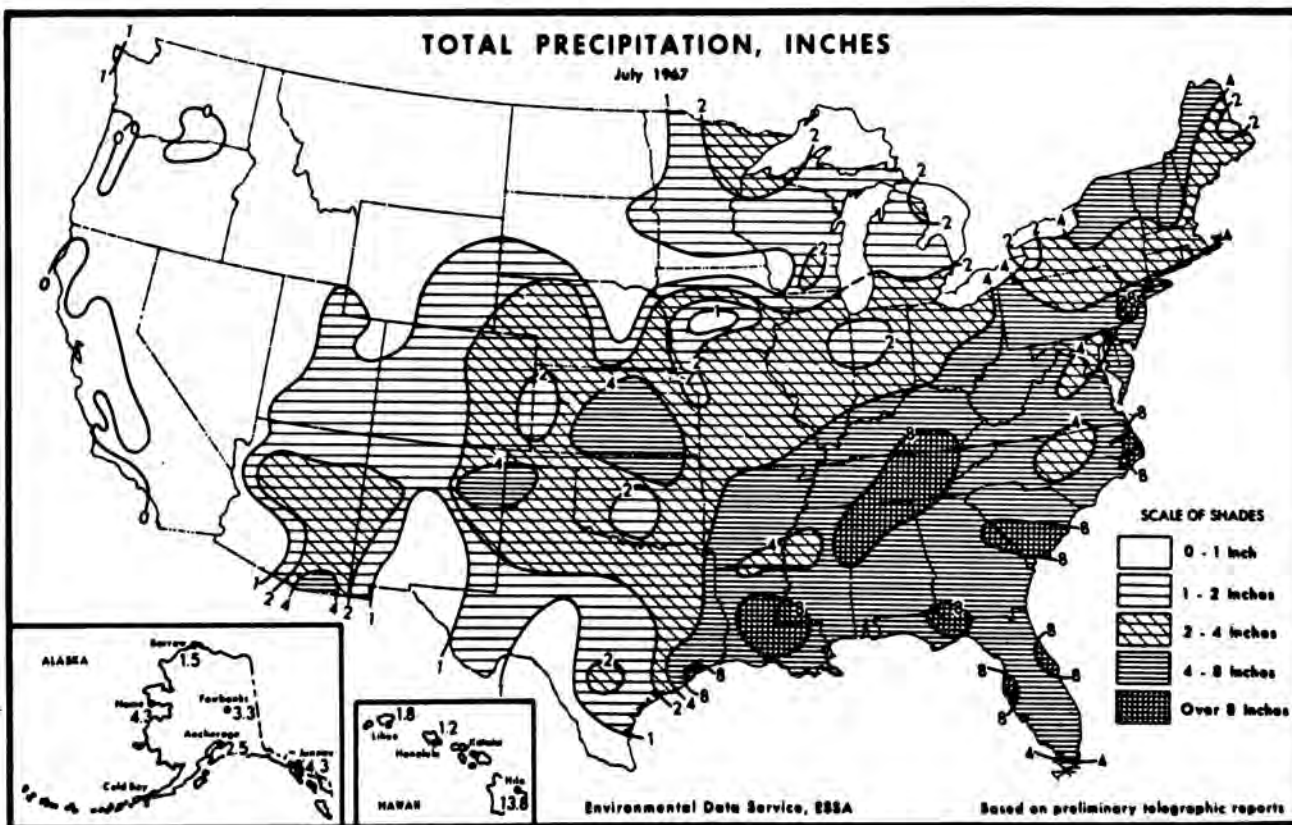 TOTAL PRECIPITATION, INCHES
July 1967
SCALE OF SHADES
0 - 1 Inch
1 - 2 Inches
2 - 4 Inches
4 - 8 Inches
Over 8 Inches
ALASKA
Barrow
1.5
Nome
4.3
Fairbanks
3.3
Anchorage
2.5
Juneau
4.3
Cold Bay
1.8
Lihue
1.2
Honolulu
Kahului
Hilo
13.8
HAWAII
Environmental Data Service, ESSA
Based on preliminary telegraphic reports